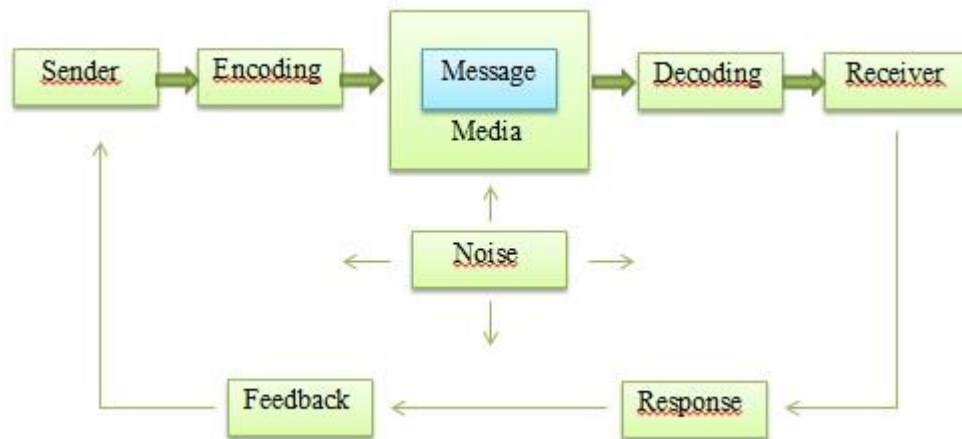 Sender
Encoding
Message
Media
Decoding
Receiver
Noise
Feedback
Response